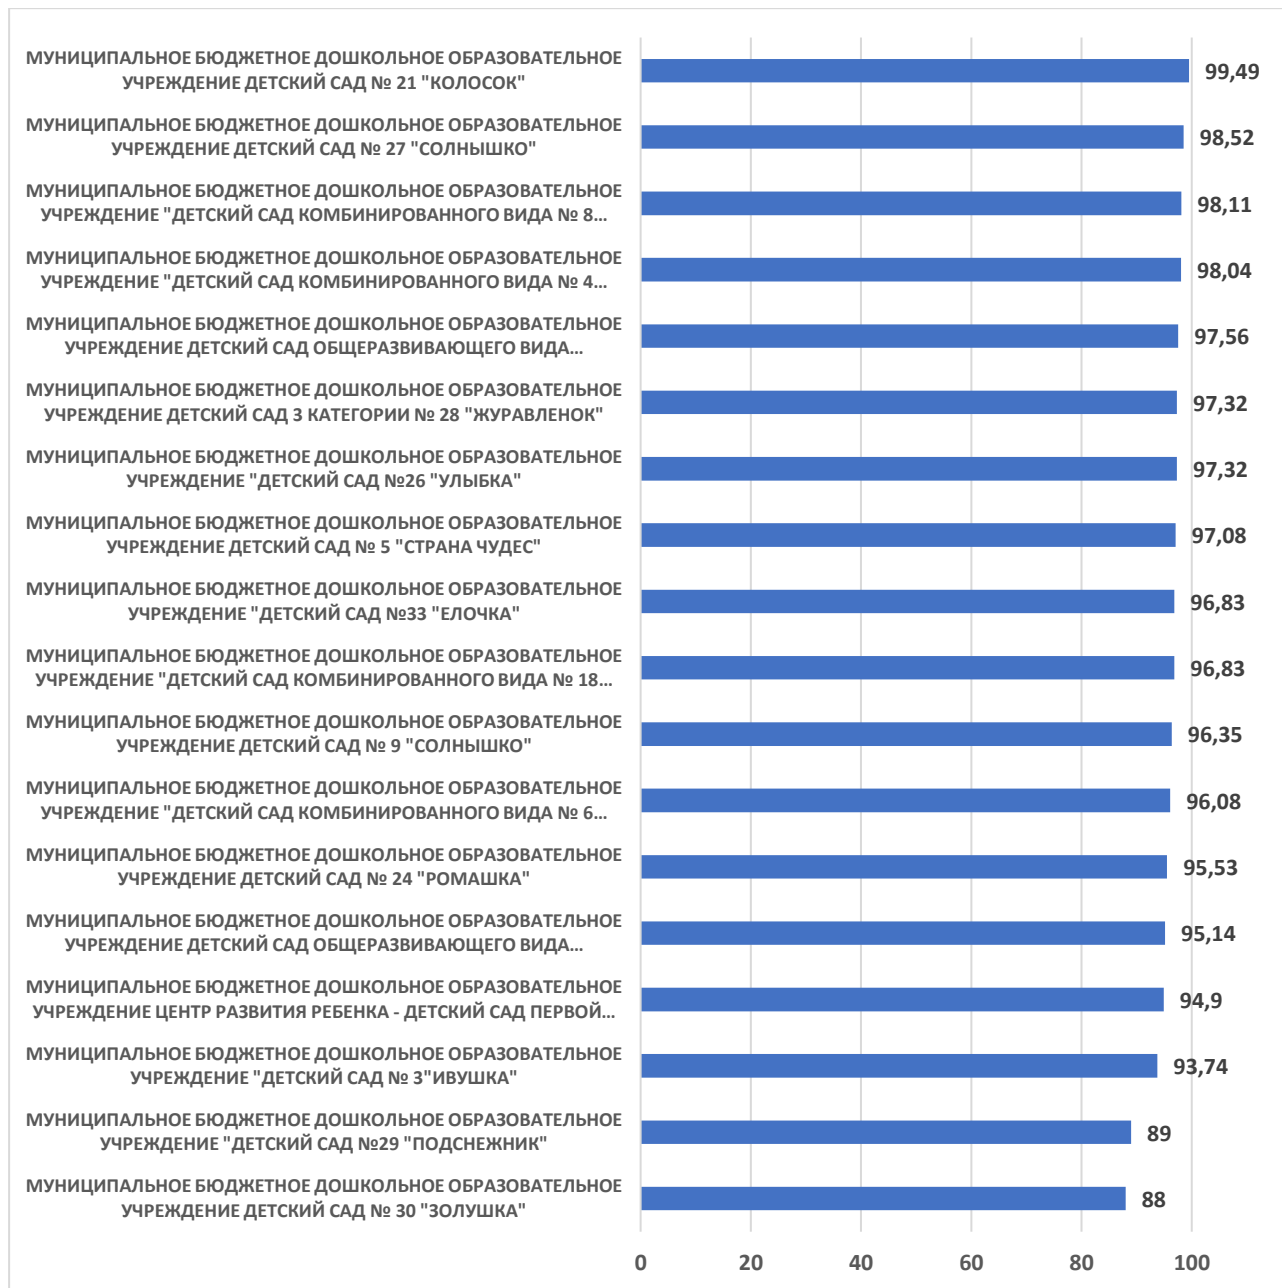 МУНИЦИПАЛЬНОЕ БЮДЖЕТНОЕ ДОШКОЛЬНОЕ ОБРАЗОВАТЕЛЬНОЕ
УЧРЕЖДЕНИЕ ДЕТСКИЙ САД № 21 "КОЛОСОК"
99,49
МУНИЦИПАЛЬНОЕ БЮДЖЕТНОЕ ДОШКОЛЬНОЕ ОБРАЗОВАТЕЛЬНОЕ
УЧРЕЖДЕНИЕ ДЕТСКИЙ САД № 27 "СОЛНЫШКО"
98,52
МУНИЦИПАЛЬНОЕ БЮДЖЕТНОЕ ДОШКОЛЬНОЕ ОБРАЗОВАТЕЛЬНОЕ
УЧРЕЖДЕНИЕ "ДЕТСКИЙ САД КОМБИНИРОВАННОГО ВИДА № 8...
98,11
МУНИЦИПАЛЬНОЕ БЮДЖЕТНОЕ ДОШКОЛЬНОЕ ОБРАЗОВАТЕЛЬНОЕ
УЧРЕЖДЕНИЕ "ДЕТСКИЙ САД КОМБИНИРОВАННОГО ВИДА № 4...
98,04
МУНИЦИПАЛЬНОЕ БЮДЖЕТНОЕ ДОШКОЛЬНОЕ ОБРАЗОВАТЕЛЬНОЕ
УЧРЕЖДЕНИЕ ДЕТСКИЙ САД ОБЩЕРАЗВИВАЮЩЕГО ВИДА...
97,56
МУНИЦИПАЛЬНОЕ БЮДЖЕТНОЕ ДОШКОЛЬНОЕ ОБРАЗОВАТЕЛЬНОЕ
УЧРЕЖДЕНИЕ ДЕТСКИЙ САД 3 КАТЕГОРИИ № 28 "ЖУРАВЛЕНОК"
97,32
МУНИЦИПАЛЬНОЕ БЮДЖЕТНОЕ ДОШКОЛЬНОЕ ОБРАЗОВАТЕЛЬНОЕ
УЧРЕЖДЕНИЕ "ДЕТСКИЙ САД №26 "УЛЫБКА"
97,32
МУНИЦИПАЛЬНОЕ БЮДЖЕТНОЕ ДОШКОЛЬНОЕ ОБРАЗОВАТЕЛЬНОЕ
УЧРЕЖДЕНИЕ ДЕТСКИЙ САД № 5 "СТРАНА ЧУДЕС"
97,08
МУНИЦИПАЛЬНОЕ БЮДЖЕТНОЕ ДОШКОЛЬНОЕ ОБРАЗОВАТЕЛЬНОЕ
УЧРЕЖДЕНИЕ "ДЕТСКИЙ САД №33 "ЕЛОЧКА"
96,83
МУНИЦИПАЛЬНОЕ БЮДЖЕТНОЕ ДОШКОЛЬНОЕ ОБРАЗОВАТЕЛЬНОЕ
УЧРЕЖДЕНИЕ "ДЕТСКИЙ САД КОМБИНИРОВАННОГО ВИДА № 18...
96,83
МУНИЦИПАЛЬНОЕ БЮДЖЕТНОЕ ДОШКОЛЬНОЕ ОБРАЗОВАТЕЛЬНОЕ
УЧРЕЖДЕНИЕ ДЕТСКИЙ САД № 9 "СОЛНЫШКО"
96,35
МУНИЦИПАЛЬНОЕ БЮДЖЕТНОЕ ДОШКОЛЬНОЕ ОБРАЗОВАТЕЛЬНОЕ
УЧРЕЖДЕНИЕ "ДЕТСКИЙ САД КОМБИНИРОВАННОГО ВИДА № 6...
96,08
МУНИЦИПАЛЬНОЕ БЮДЖЕТНОЕ ДОШКОЛЬНОЕ ОБРАЗОВАТЕЛЬНОЕ
УЧРЕЖДЕНИЕ ДЕТСКИЙ САД № 24 "РОМАШКА"
95,53
МУНИЦИПАЛЬНОЕ БЮДЖЕТНОЕ ДОШКОЛЬНОЕ ОБРАЗОВАТЕЛЬНОЕ
УЧРЕЖДЕНИЕ ДЕТСКИЙ САД ОБЩЕРАЗВИВАЮЩЕГО ВИДА...
95,14
МУНИЦИПАЛЬНОЕ БЮДЖЕТНОЕ ДОШКОЛЬНОЕ ОБРАЗОВАТЕЛЬНОЕ
УЧРЕЖДЕНИЕ ЦЕНТР РАЗВИТИЯ РЕБЕНКА - ДЕТСКИЙ САД ПЕРВОЙ...
94,9
МУНИЦИПАЛЬНОЕ БЮДЖЕТНОЕ ДОШКОЛЬНОЕ ОБРАЗОВАТЕЛЬНОЕ
УЧРЕЖДЕНИЕ "ДЕТСКИЙ САД № 3"ИВУШКА"
93,74
МУНИЦИПАЛЬНОЕ БЮДЖЕТНОЕ ДОШКОЛЬНОЕ ОБРАЗОВАТЕЛЬНОЕ
УЧРЕЖДЕНИЕ "ДЕТСКИЙ САД №29 "ПОДСНЕЖНИК"
89
МУНИЦИПАЛЬНОЕ БЮДЖЕТНОЕ ДОШКОЛЬНОЕ ОБРАЗОВАТЕЛЬНОЕ
УЧРЕЖДЕНИЕ ДЕТСКИЙ САД № 30 "ЗОЛУШКА"
88
0 20 40 60 80 100